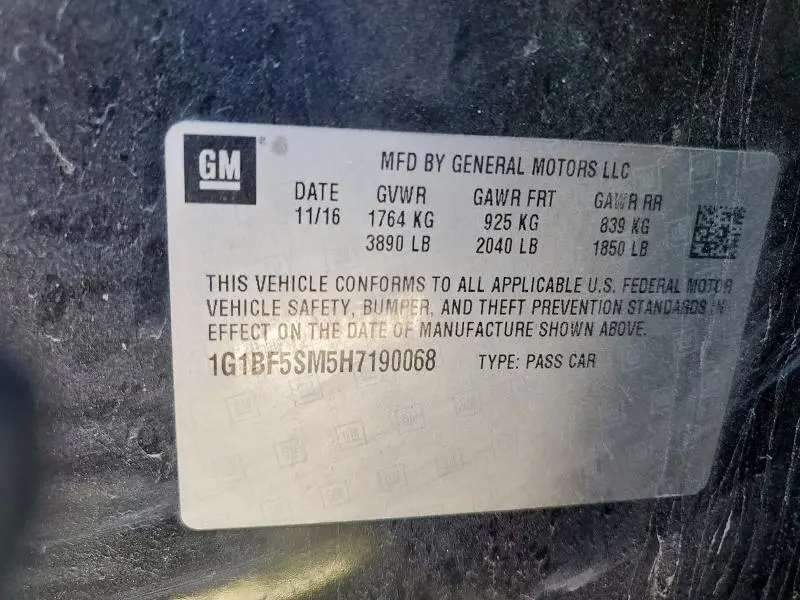 GM
MFD BY GENERAL MOTORS LLC
DATE GVWR GAWR FRT GAWR RR
11/16 1764 KG 925 KG 839 KG
3890 LB 2040 LB 1850 LB
THIS VEHICLE CONFORMS TO ALL APPLICABLE U.S. FEDERAL MOTOR
VEHICLE SAFETY, BUMPER, AND THEFT PREVENTION STANDARDS IN
EFFECT ON THE DATE OF MANUFACTURE SHOWN ABOVE.
1G1BF5SM5H7190068 TYPE: PASS CAR